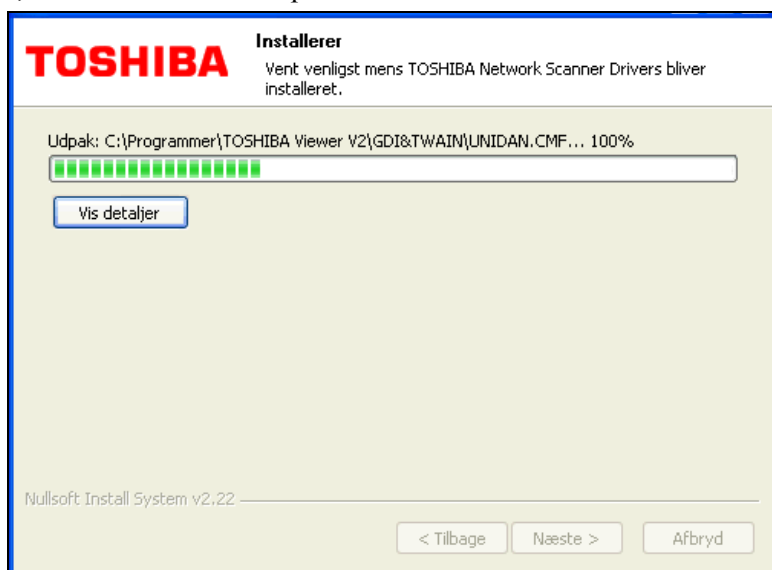 TOSHIBA
Installerer
Vent venligst mens TOSHIBA Network Scanner Drivers bliver
installeret.
Udpak: C:\Programmer\TOSHIBA Viewer V2\GDI&TWAIN\UNIDAN.CMF... 100%
Vis detaljer
Nullsoft Install System v2.22
< Tilbage
Næste >
Afbryd